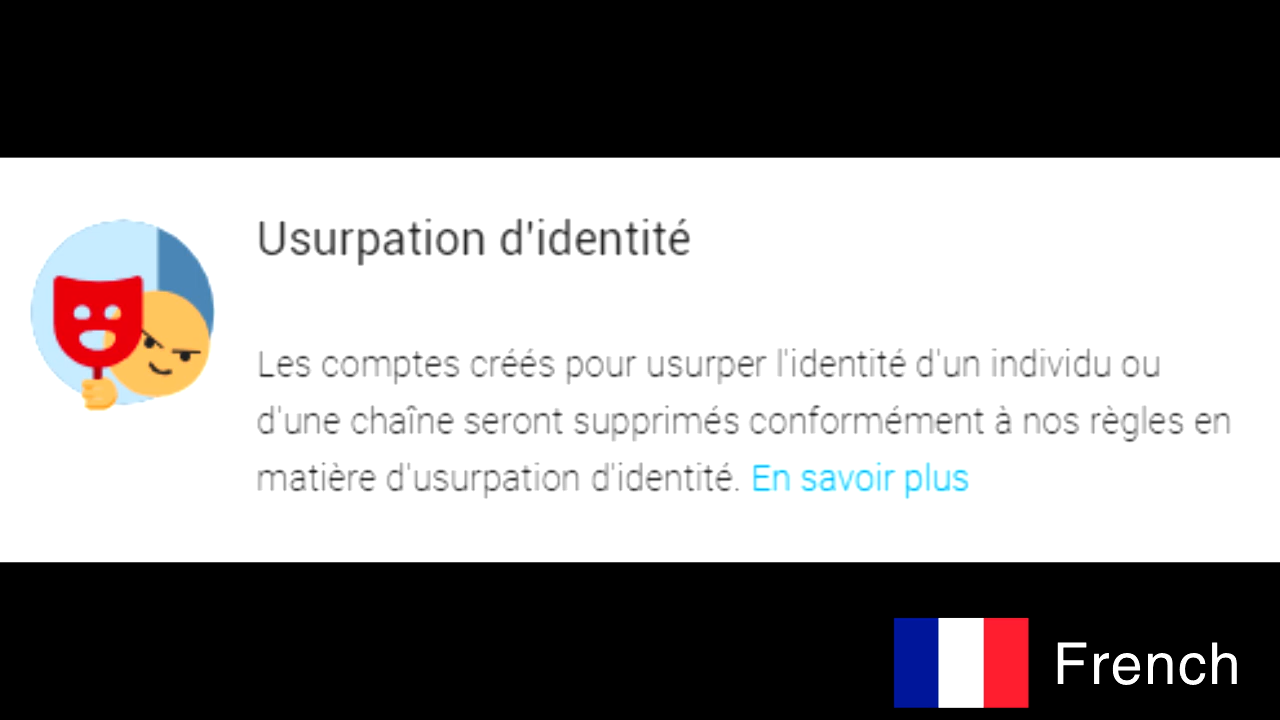 Usurpation d'identité
Les comptes créés pour usurper l'identité d'un individu ou
d'une chaîne seront supprimés conformément à nos règles en
matière d'usurpation d'identité. En savoir plus
French